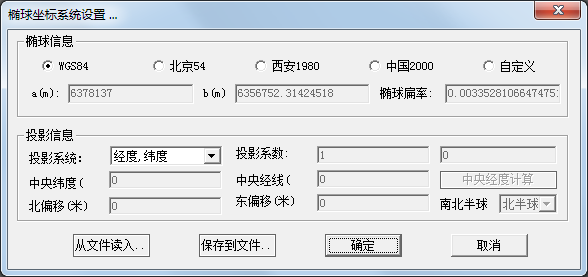 椭球坐标系统设置 ...
椭球信息
WGS84 北京54 西安1980 中国2000 自定义
a(m): 6378137 b(m) 6356752.31424518 椭球扁率: 0.00335281066474751
投影信息
投影系统: 经度,纬度 投影系数: 1 0
中央纬度( 0 中央经线( 0 中央经度计算
北偏移(米) 0 东偏移(米) 0 南北半球 北半球
从文件读入.. 保存到文件.. 确定 取消